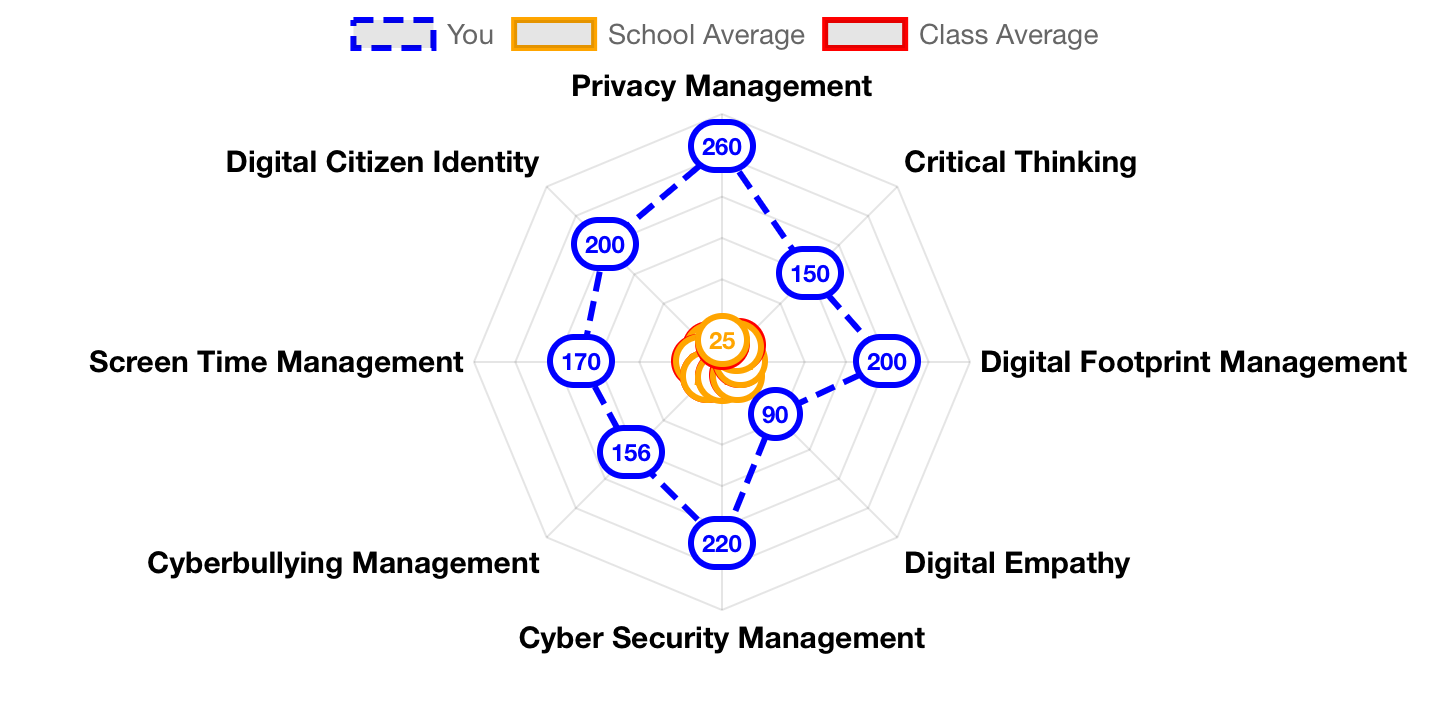 You School Average Class Average
Privacy Management
260
Digital Citizen Identity Critical Thinking
200
150
25
Screen Time Management 170 200 Digital Footprint Management
90
156
220
Cyberbullying Management Digital Empathy
Cyber Security Management